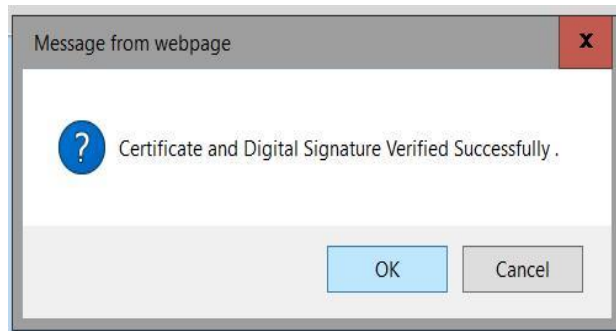 Message from webpage
x
? Certificate and Digital Signature Verified Successfully .
OK Cancel